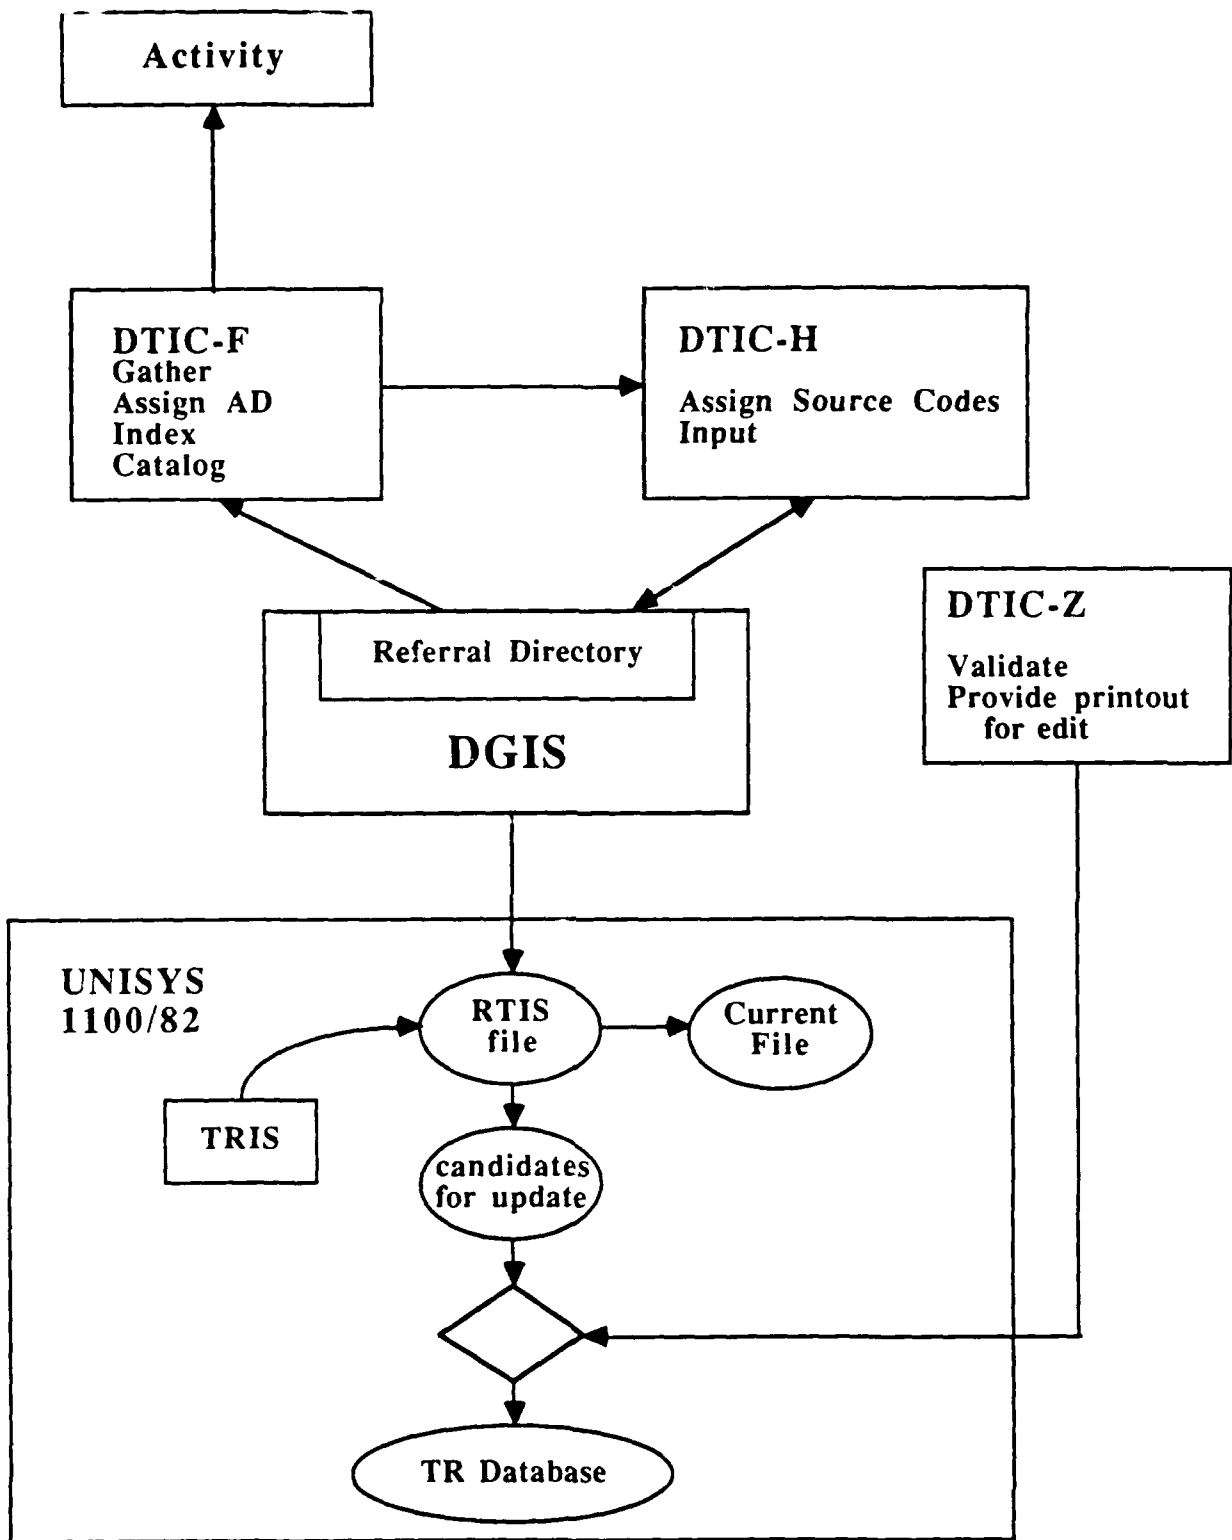 Activity
DTIC-F
Gather
Assign AD
Index
Catalog
DTIC-H
Assign Source Codes
Input
Referral Directory
DGIS
DTIC-Z
Validate
Provide printout
for edit
UNISYS
1100/82
RTIS
file
Current
File
TRIS
candidates
for update
TR Database